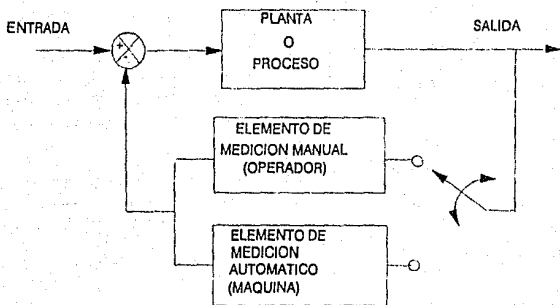 PLANTA
O
PROCESO
ENTRADA
SALIDA
+
-
ELEMENTO DE
MEDICION MANUAL
(OPERADOR)
ELEMENTO DE
MEDICION
AUTOMATICO
(MAQUINA)